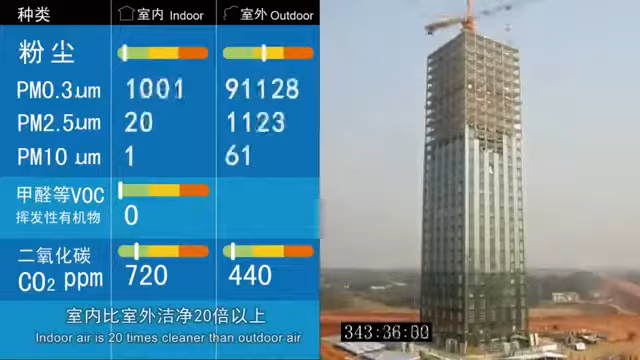 种类 室内 Indoor 室外 Outdoor
粉尘
PM0.3um 1001 91128
PM2.5um 20 1123
PM10 um 1 61
甲醛等VOC
挥发性有机物 0
二氧化碳
CO2 ppm 720 440
室内比室外洁净20倍以上
Indoor air is 20 times cleaner than outdoor air
343:36:00